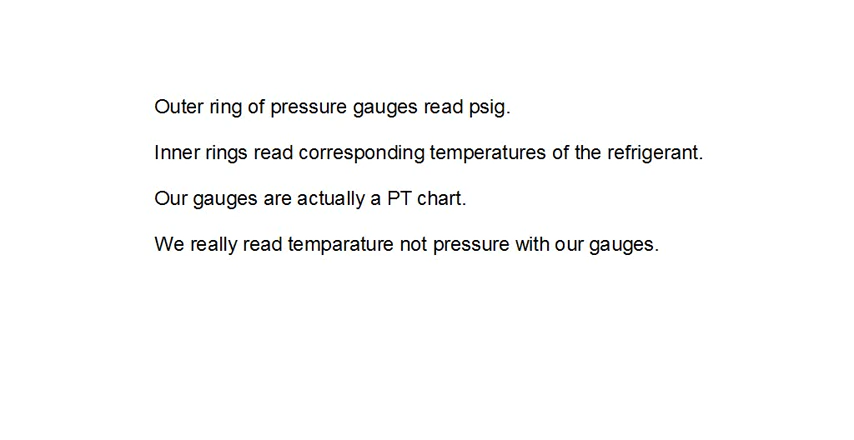 Outer ring of pressure gauges read psig.
Inner rings read corresponding temperatures of the refrigerant.
Our gauges are actually a PT chart.
We really read temparature not pressure with our gauges.